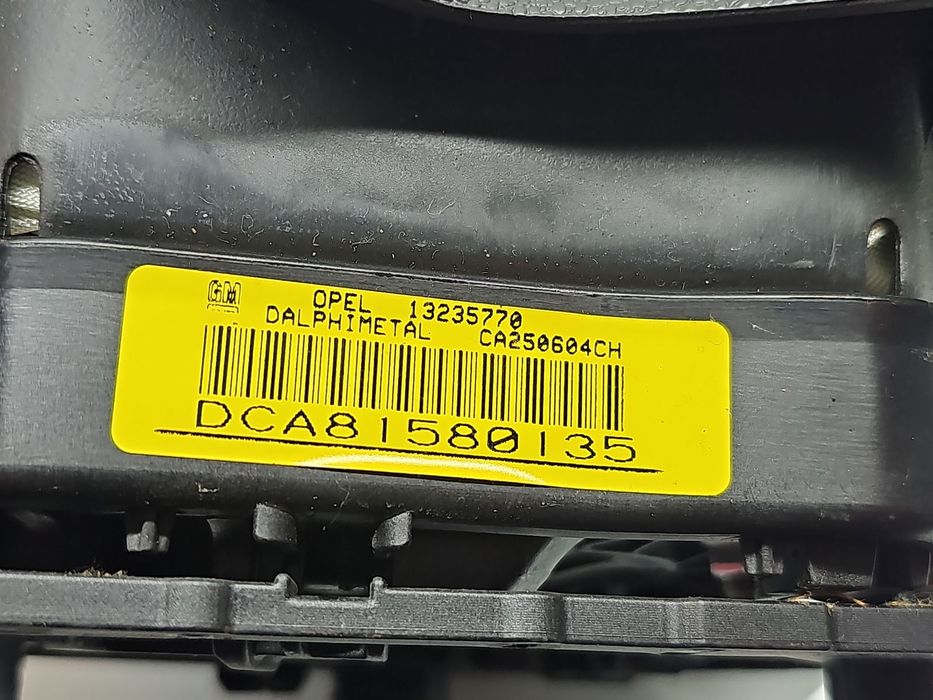 GM OPEL 13235770
DALPHIMETAL CA250604CH
DCA81580135